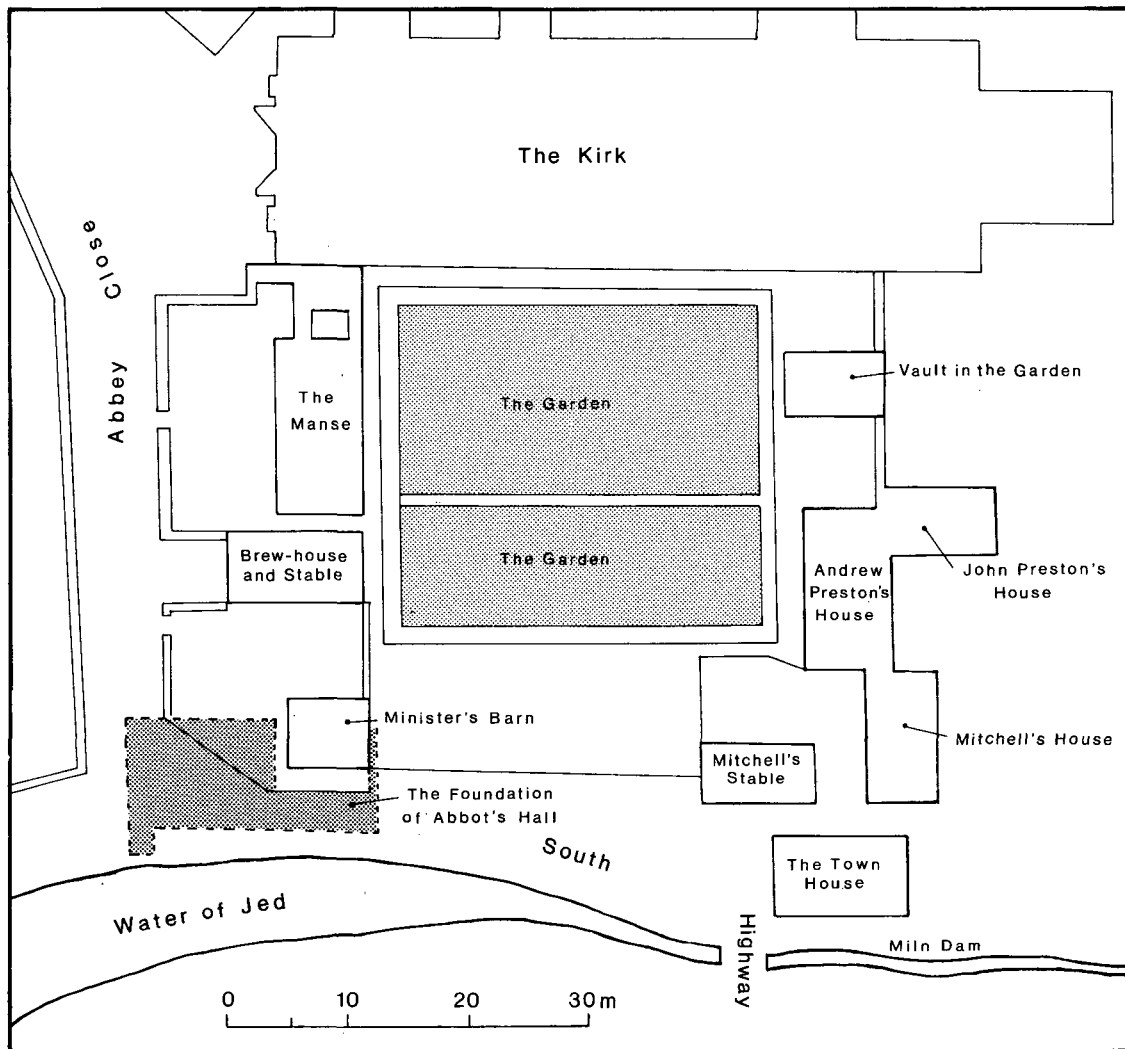 The Kirk
Abbey Close
Vault in the Garden
The
Manse
The Garden
The Garden
Brew-house
and Stable
Andrew
Preston's
House
John Preston's
House
Minister's Barn
Mitchell's House
Mitchell's
Stable
The Foundation
of Abbot's Hall
South
The Town
House
Water of Jed
Highway
Miln Dam
0 10 20 30m